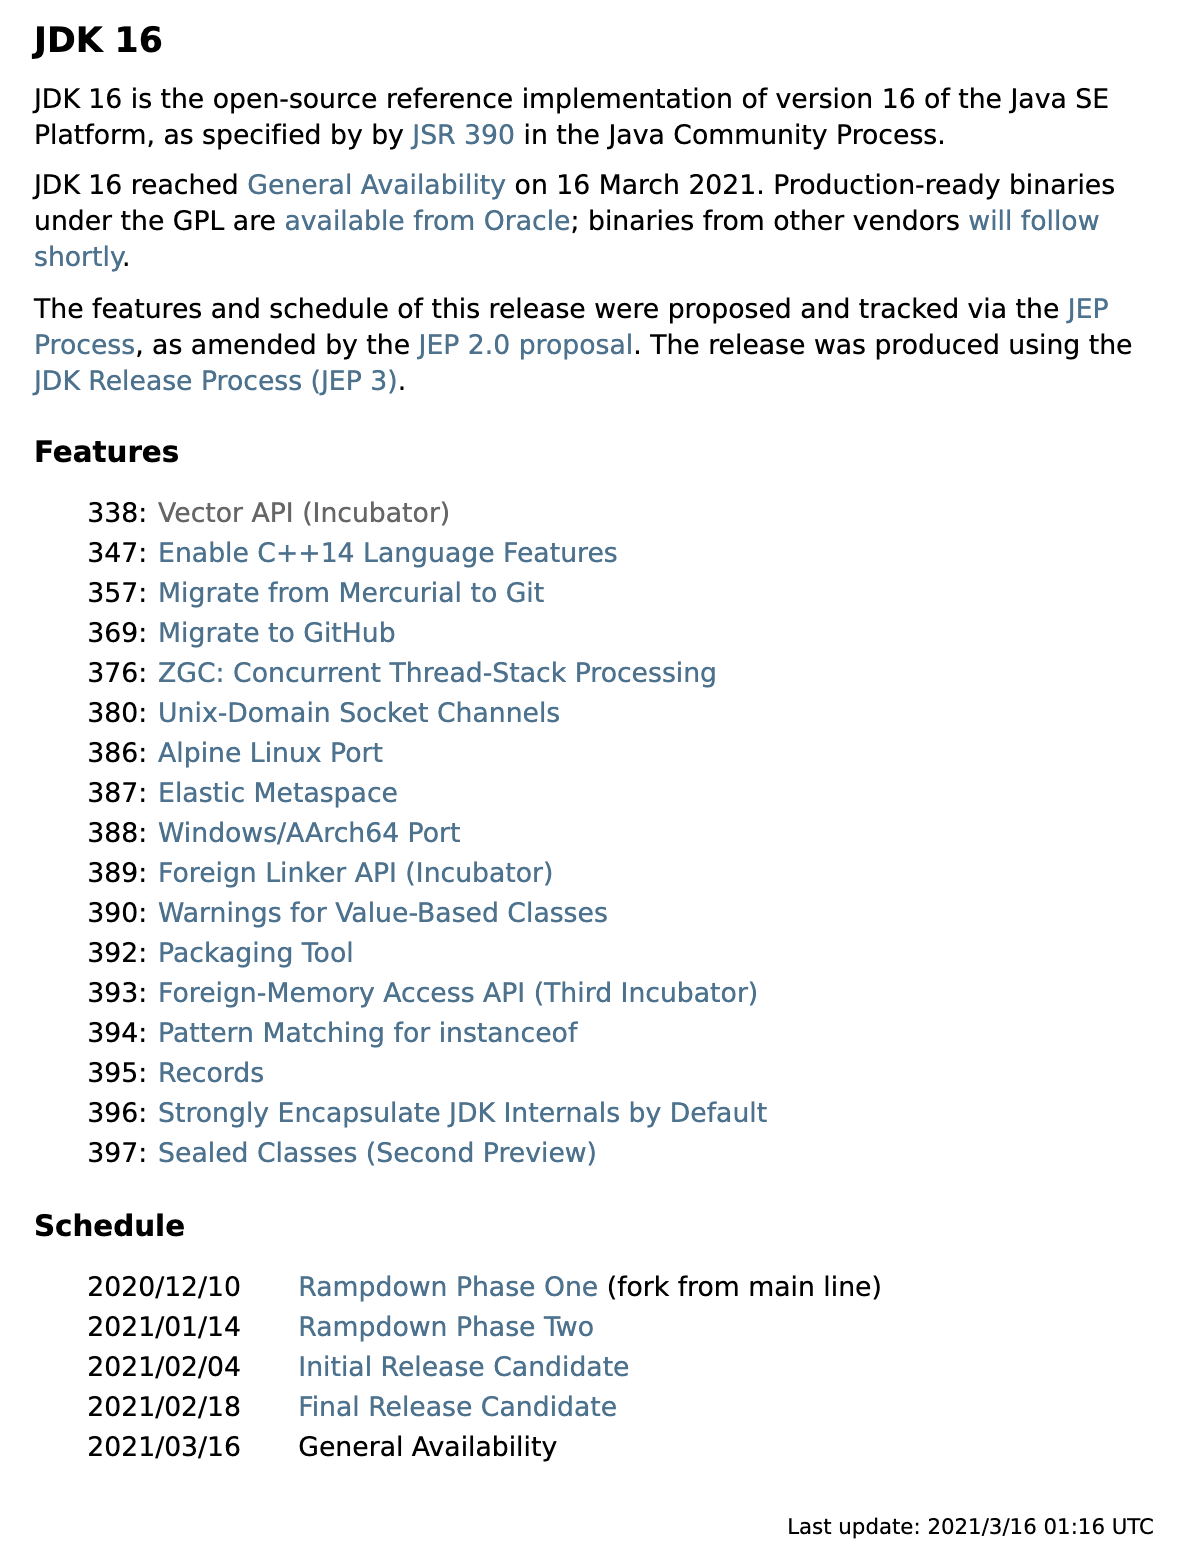 JDK 16
JDK 16 is the open-source reference implementation of version 16 of the Java SE
Platform, as specified by by JSR 390 in the Java Community Process.
JDK 16 reached General Availability on 16 March 2021. Production-ready binaries
under the GPL are available from Oracle; binaries from other vendors will follow
shortly.
The features and schedule of this release were proposed and tracked via the JEP
Process, as amended by the JEP 2.0 proposal. The release was produced using the
JDK Release Process (JEP 3).
Features
338: Vector API (Incubator)
347: Enable C++14 Language Features
357: Migrate from Mercurial to Git
369: Migrate to GitHub
376: ZGC: Concurrent Thread-Stack Processing
380: Unix-Domain Socket Channels
386: Alpine Linux Port
387: Elastic Metaspace
388: Windows/AArch64 Port
389: Foreign Linker API (Incubator)
390: Warnings for Value-Based Classes
392: Packaging Tool
393: Foreign-Memory Access API (Third Incubator)
394: Pattern Matching for instanceof
395: Records
396: Strongly Encapsulate JDK Internals by Default
397: Sealed Classes (Second Preview)
Schedule
2020/12/10 Rampdown Phase One (fork from main line)
2021/01/14 Rampdown Phase Two
2021/02/04 Initial Release Candidate
2021/02/18 Final Release Candidate
2021/03/16 General Availability
Last update: 2021/3/16 01:16 UTC